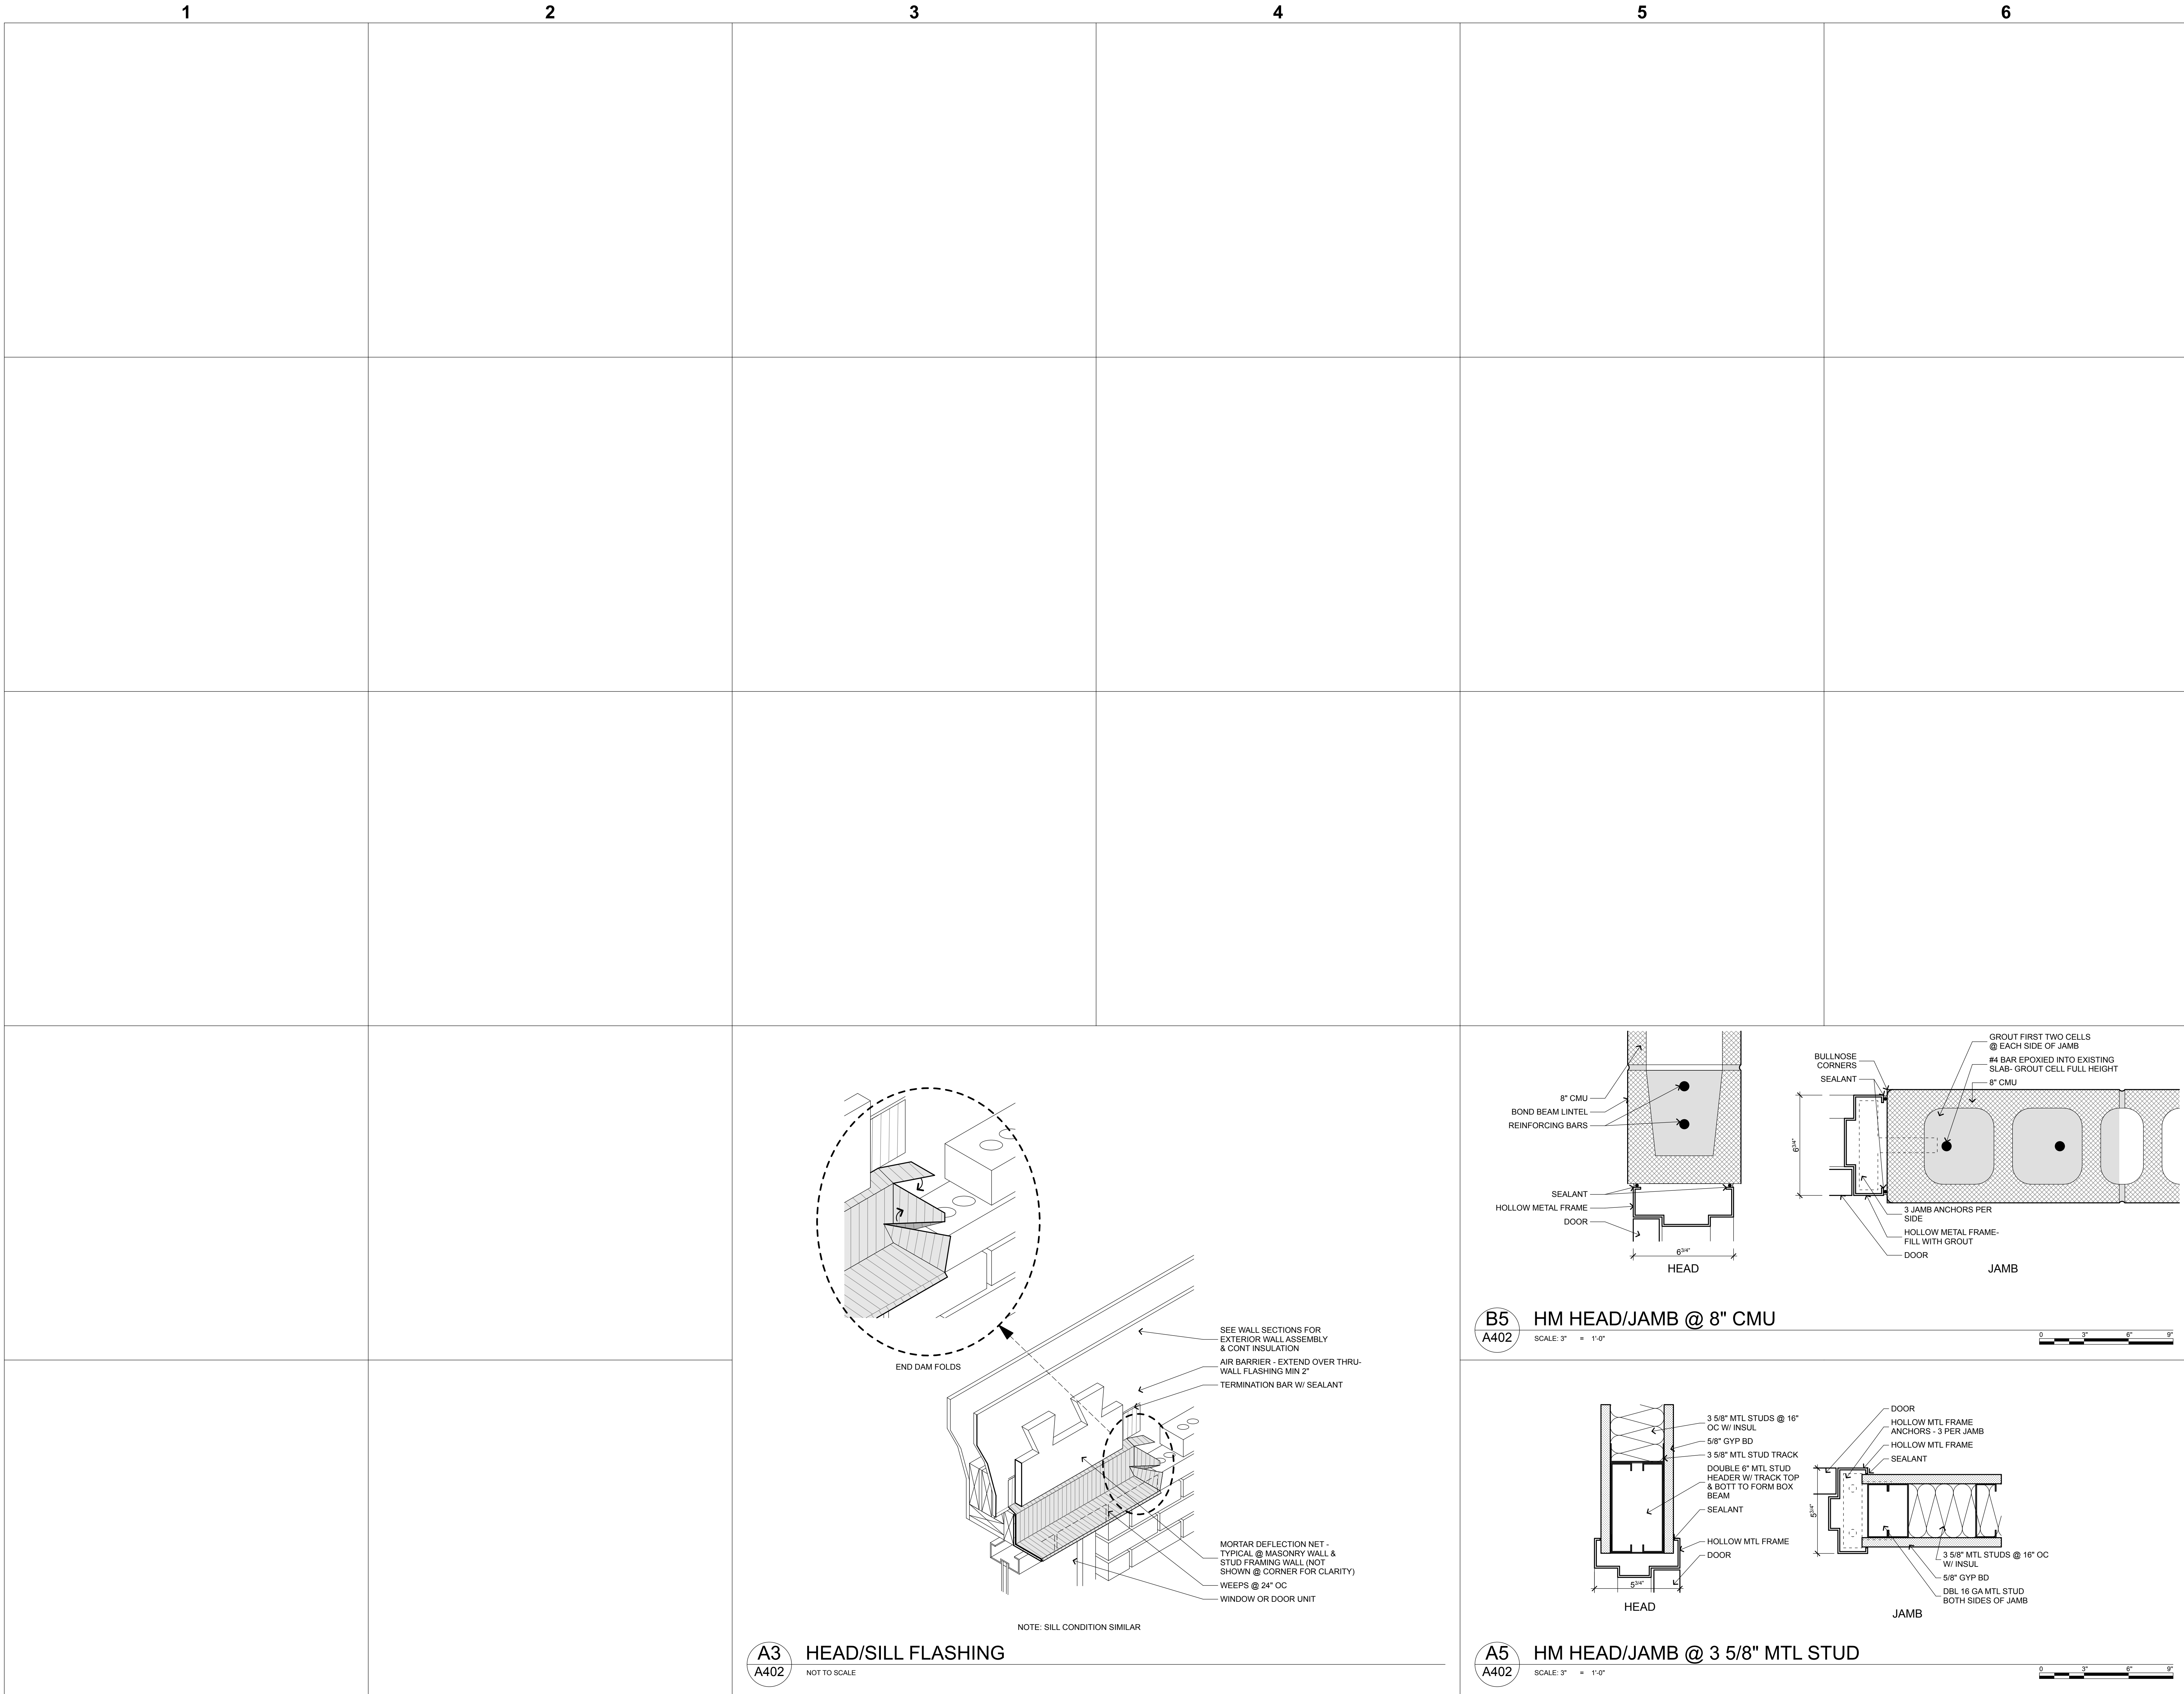 1 2 3 4 5 6
END DAM FOLDS
SEE WALL SECTIONS FOR
EXTERIOR WALL ASSEMBLY
& CONT INSULATION
AIR BARRIER - EXTEND OVER THRU-
WALL FLASHING MIN 2"
TERMINATION BAR W/ SEALANT
MORTAR DEFLECTION NET -
TYPICAL @ MASONRY WALL &
STUD FRAMING WALL (NOT
SHOWN @ CORNER FOR CLARITY)
WEEPS @ 24" OC
WINDOW OR DOOR UNIT
NOTE: SILL CONDITION SIMILAR
A3
A402
HEAD/SILL FLASHING
NOT TO SCALE
8" CMU
BOND BEAM LINTEL
REINFORCING BARS
SEALANT
HOLLOW METAL FRAME
DOOR
6 3/4"
HEAD
BULLNOSE
CORNERS
SEALANT
6 3/4"
GROUT FIRST TWO CELLS
@ EACH SIDE OF JAMB
#4 BAR EPOXIED INTO EXISTING
SLAB- GROUT CELL FULL HEIGHT
8" CMU
3 JAMB ANCHORS PER
SIDE
HOLLOW METAL FRAME-
FILL WITH GROUT
DOOR
JAMB
B5
A402
HM HEAD/JAMB @ 8" CMU
SCALE: 3" = 1'-0"
0 3" 6" 9"
3 5/8" MTL STUDS @ 16"
OC W/ INSUL
5/8" GYP BD
3 5/8" MTL STUD TRACK
DOUBLE 6" MTL STUD
HEADER W/ TRACK TOP
& BOTT TO FORM BOX
BEAM
SEALANT
HOLLOW MTL FRAME
DOOR
5 3/4"
HEAD
DOOR
HOLLOW MTL FRAME
ANCHORS - 3 PER JAMB
HOLLOW MTL FRAME
SEALANT
5 3/4"
3 5/8" MTL STUDS @ 16" OC
W/ INSUL
5/8" GYP BD
DBL 16 GA MTL STUD
BOTH SIDES OF JAMB
JAMB
A5
A402
HM HEAD/JAMB @ 3 5/8" MTL STUD
SCALE: 3" = 1'-0"
0 3" 6" 9"